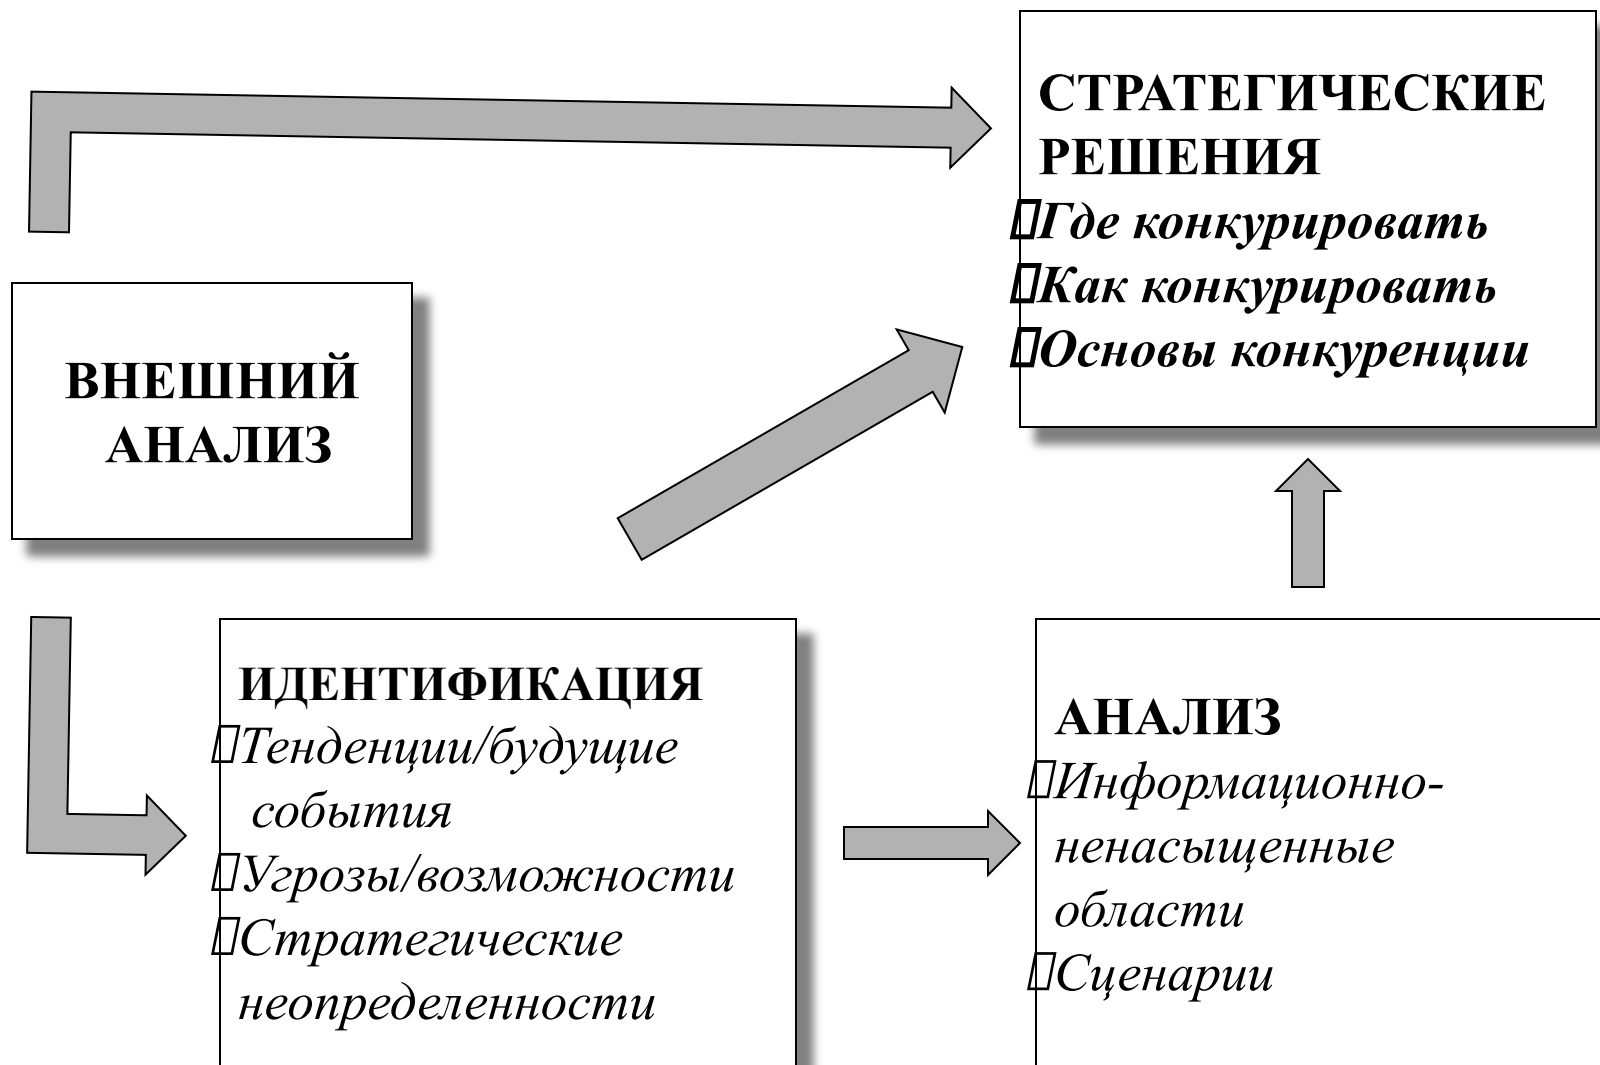 СТРАТЕГИЧЕСКИЕ
РЕШЕНИЯ
Где конкурировать
Как конкурировать
Основы конкуренции
ВНЕШНИЙ
АНАЛИЗ
ИДЕНТИФИКАЦИЯ
Тенденции/будущие
события
Угрозы/возможности
Стратегические
неопределенности
АНАЛИЗ
Информационно-
ненасыщенные
области
Сценарии